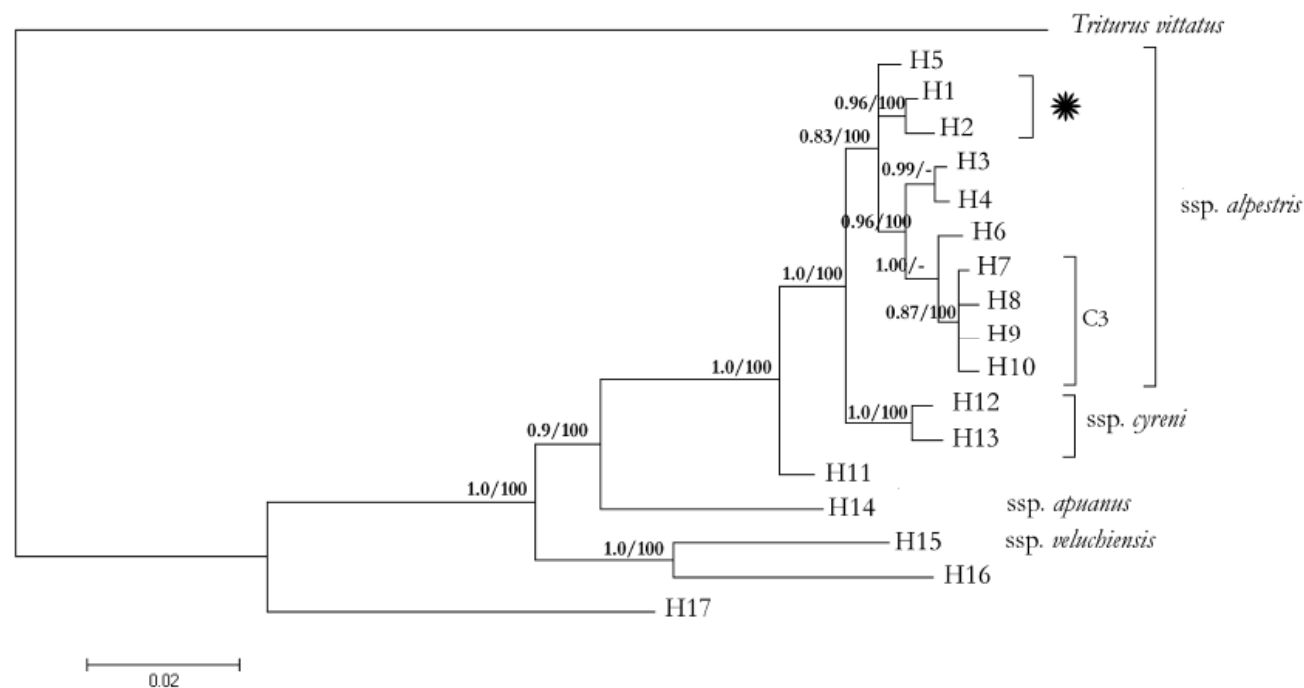 Triturus vittatus
H5
H1
0.96/100
H2
0.83/100
H3
0.99/-
H4
ssp. alpestris
0.96/100
H6
1.00/-
H7
1.0/100
H8
0.87/100
C3
H9
H10
1.0/100
H12
1.0/100
ssp. cyreni
0.9/100
H13
H11
1.0/100
H14
ssp. apuanus
H15
ssp. veluchiensis
1.0/100
H16
H17
0.02